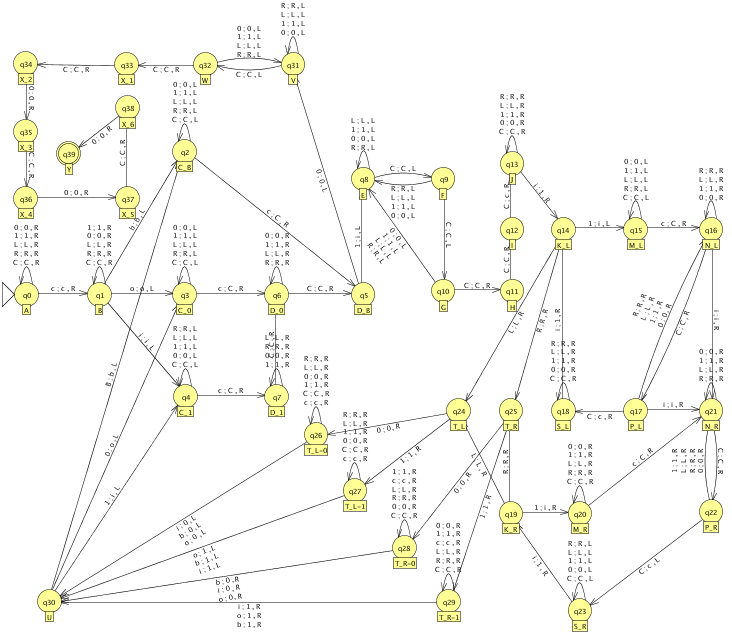 R;R,L
L;L,L
1;1,L
0;0,L
0;0,L
1;1,L
L;L,L
R;R,L
C;C,L
q31
V
q32
W
C;C,R
q33
X_1
C;C,R
q34
X_2
0;0,R
q35
X_3
C;C,R
q36
X_4
0;0,R
q37
X_5
C;C,R
q38
X_6
0;0,R
q39
Y
0;0,L
1;1,L
L;L,L
R;R,L
C;C,L
q2
C_B
c;C,R
0;0,L
L;L,L
1;1,L
0;0,L
R;R,L
q8
E
C;C,L
R;R,L
L;L,L
1;1,L
0;0,L
q9
F
C;C,L
q10
G
C;C,R
q11
H
C;C,R
q12
I
C;c,R
q13
J
R;R,R
L;L,R
1;1,R
0;0,R
C;C,R
i;1,R
q14
K_L
1;i,L
0;0,L
1;1,L
L;L,L
R;R,L
C;C,L
q15
M_L
c;C,R
R;R,L
L;L,L
1;1,R
0;0,L
q16
N_L
0;0,R
1;1,R
L;L,R
R;R,R
C;C,R
q0
A
c;c,R
1;1,R
0;0,R
L;L,R
R;R,R
C;C,R
q1
B
b;b,L
o;o,L
i;i,L
0;0,L
1;1,L
L;L,L
R;R,L
C;C,L
q3
C_0
c;C,R
0;0,R
1;1,R
L;L,R
R;R,R
q6
D_0
C;C,R
q5
D_B
1;i,L
R;R,L
L;L,L
1;1,L
0;0,L
C;C,L
q4
C_1
c;C,R
q7
D_1
L;L,R
R;R,R
q24
T_L
0;0,R
1;1,R
L;L,R
q25
T_R
R;R,R
0;0,R
1;1,R
i;1,R
R;R,L
L;L,L
1;1,L
0;0,L
C;C,L
q18
S_L
C;c,R
q17
P_L
i;i,R
R;R,R
L;L,R
1;1,R
0;0,R
C;C,R
i;i,R
0;0,R
1;1,R
L;L,R
R;R,R
q21
N_R
1;1,R
L;L,R
R;R,R
0;0,R
C;C,R
q22
P_R
C;c,L
R;R,R
L;L,R
0;0,R
1;1,R
C;C,R
c;c,R
q26
T_L-0
R;R,R
L;L,R
1;1,R
0;0,R
C;C,R
c;c,R
q27
T_L-1
1;1,R
c;c,R
L;L,R
R;R,R
0;0,R
C;C,R
q28
T_R-0
0;0,R
1;1,R
c;c,R
L;L,R
R;R,R
C;C,R
q29
T_R-1
q19
K_R
1;i,R
0;0,R
1;1,R
L;L,R
R;R,R
C;C,R
q20
M_R
c;C,R
i;1,R
R;R,L
L;L,L
1;1,L
0;0,L
C;C,L
q23
S_R
B;b,L
0;o,L
1;i,L
q30
U
i;0,L
b;0,L
o;0,L
o;1,L
b;1,L
i;1,L
b;0,R
i;0,R
o;0,R
i;1,R
o;1,R
b;1,R